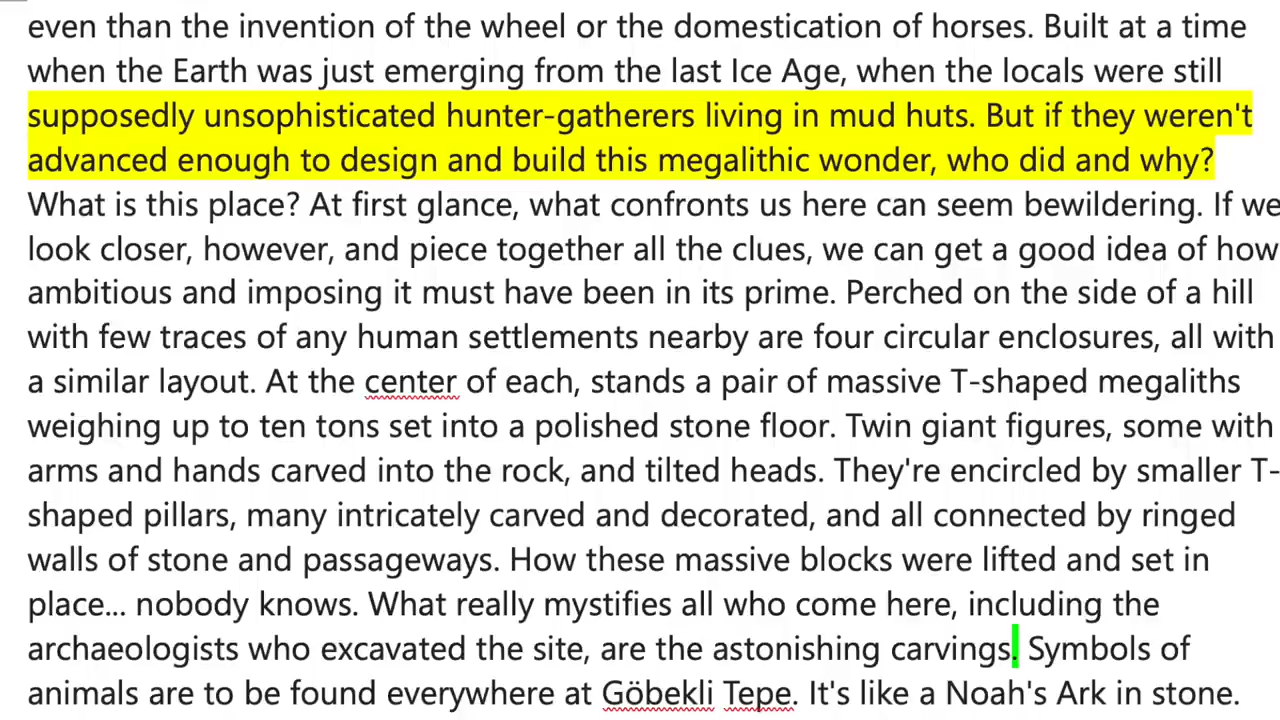 even than the invention of the wheel or the domestication of horses. Built at a time
when the Earth was just emerging from the last Ice Age, when the locals were still
supposedly unsophisticated hunter-gatherers living in mud huts. But if they weren't
advanced enough to design and build this megalithic wonder, who did and why?
What is this place? At first glance, what confronts us here can seem bewildering. If we
look closer, however, and piece together all the clues, we can get a good idea of how
ambitious and imposing it must have been in its prime. Perched on the side of a hill
with few traces of any human settlements nearby are four circular enclosures, all with
a similar layout. At the center of each, stands a pair of massive T-shaped megaliths
weighing up to ten tons set into a polished stone floor. Twin giant figures, some with
arms and hands carved into the rock, and tilted heads. They're encircled by smaller T-
shaped pillars, many intricately carved and decorated, and all connected by ringed
walls of stone and passageways. How these massive blocks were lifted and set in
place... nobody knows. What really mystifies all who come here, including the
archaeologists who excavated the site, are the astonishing carvings. Symbols of
animals are to be found everywhere at Göbekli Tepe. It's like a Noah's Ark in stone.